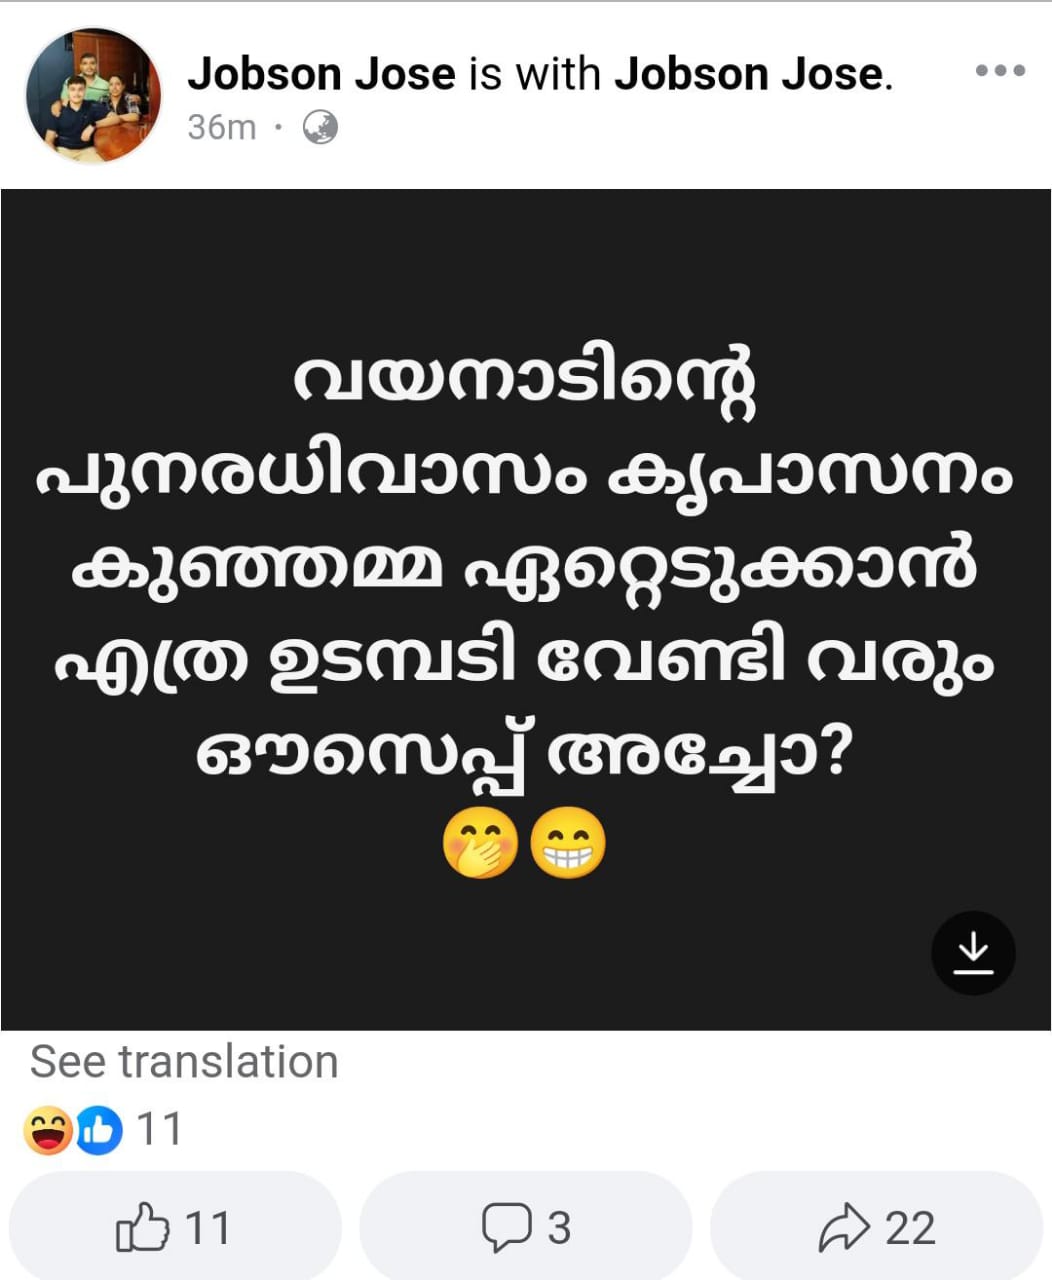 Jobson Jose is with Jobson Jose.
36m
വയനാടിന്റെ
പുനരധിവാസം കൃപാസനം
കുഞ്ഞമ്മ ഏറ്റെടുക്കാൻ
എത്ര ഉടമ്പടി വേണ്ടി വരും
ഔസെപ്പ് അച്ചോ?
🤭😁
See translation
11
11
3
22